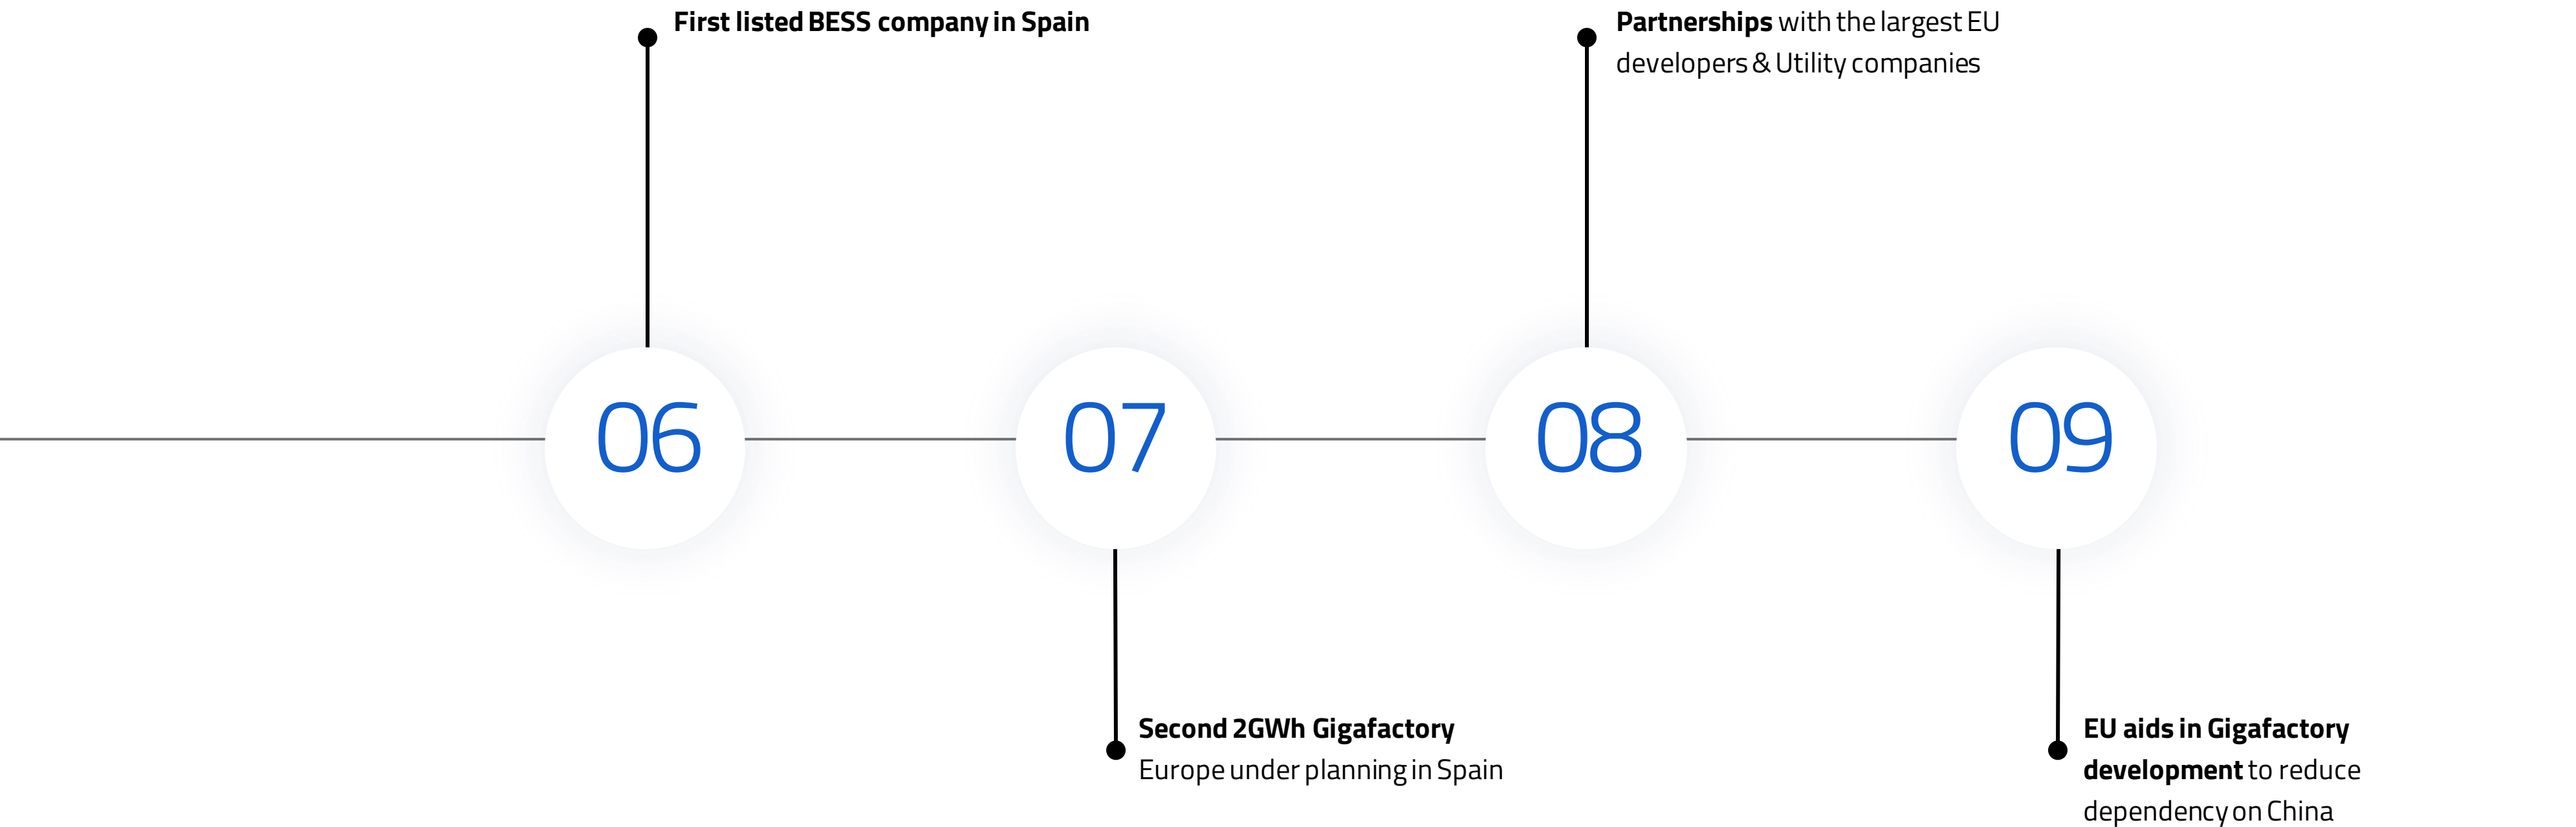 First listed BESS company in Spain
Partnerships with the largest EU
developers & Utility companies
06
07
08
09
Second 2GWh Gigafactory
Europe under planning in Spain
EU aids in Gigafactory
development to reduce
dependency on China